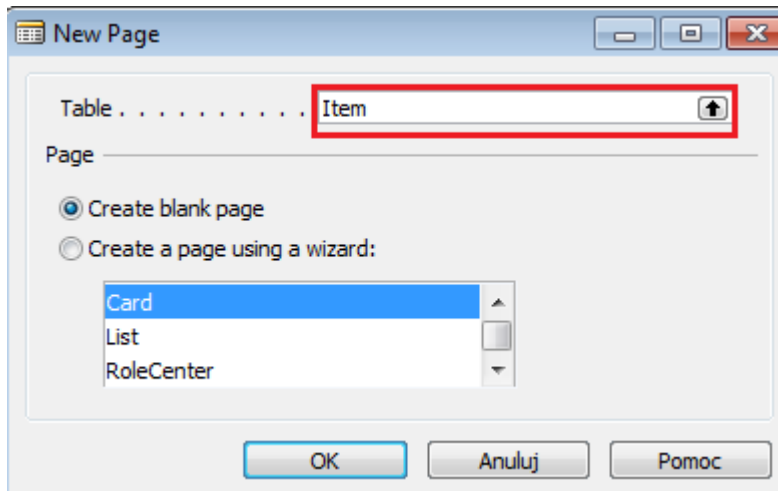 New Page
Table . . . . . . . . . . Item
Page
Create blank page
Create a page using a wizard:
Card
List
RoleCenter
OK Anuluj Pomoc